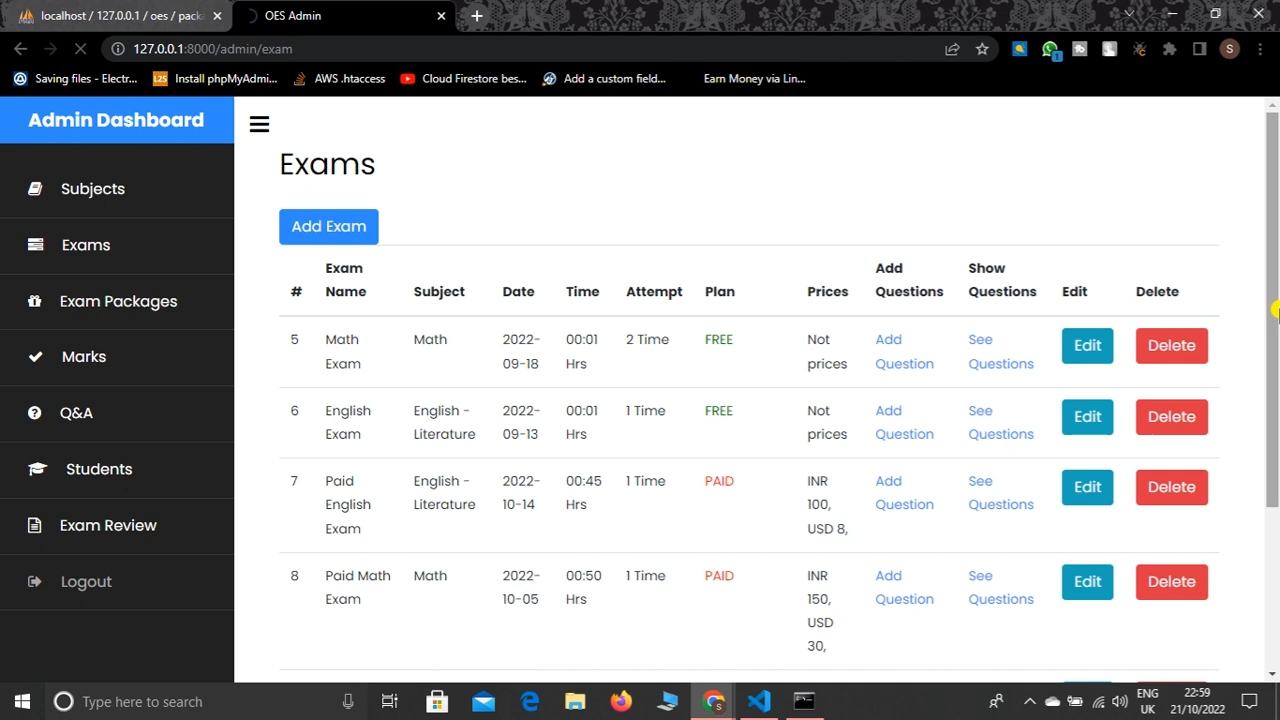 localhost / 127.0.0.1 / oes / packa
OES Admin
127.0.0.1:8000/admin/exam
S
Saving files - Electr...
Install phpMyAdmi...
AWS .htaccess
Cloud Firestore bes...
Add a custom field...
Earn Money via Lin...
Admin Dashboard
Subjects
Exams
Exam Packages
Marks
Q&A
Students
Exam Review
Logout
Exams
Add Exam
# Exam Name Subject Date Time Attempt Plan Prices Add Questions Show Questions Edit Delete
5 Math Exam Math 2022-09-18 00:01 Hrs 2 Time FREE Not prices Add Question See Questions Edit Delete
6 English Exam English - Literature 2022-09-13 00:01 Hrs 1 Time FREE Not prices Add Question See Questions Edit Delete
7 Paid English Exam English - Literature 2022-10-14 00:45 Hrs 1 Time PAID INR 100, USD 8, Add Question See Questions Edit Delete
8 Paid Math Exam Math 2022-10-05 00:50 Hrs 1 Time PAID INR 150, USD 30, Add Question See Questions Edit Delete
Type here to search
ENG
UK
22:59
21/10/2022